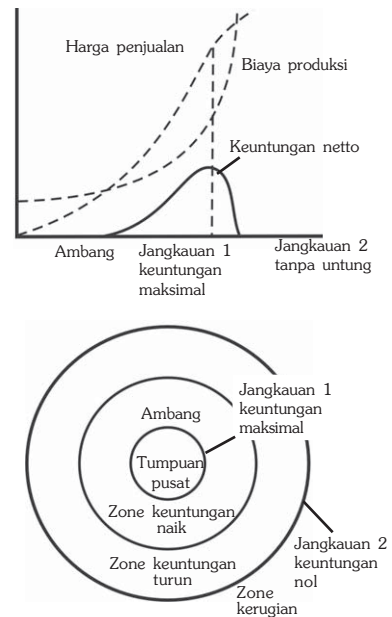 Harga penjualan
Biaya produksi
Keuntungan netto
Ambang
Jangkauan 1
keuntungan
maksimal
Jangkauan 2
tanpa untung
Jangkauan 1
keuntungan
maksimal
Ambang
Tumpuan
pusat
Zone keuntungan
naik
Zone keuntungan
turun
Jangkauan 2
keuntungan
nol
Zone
kerugian